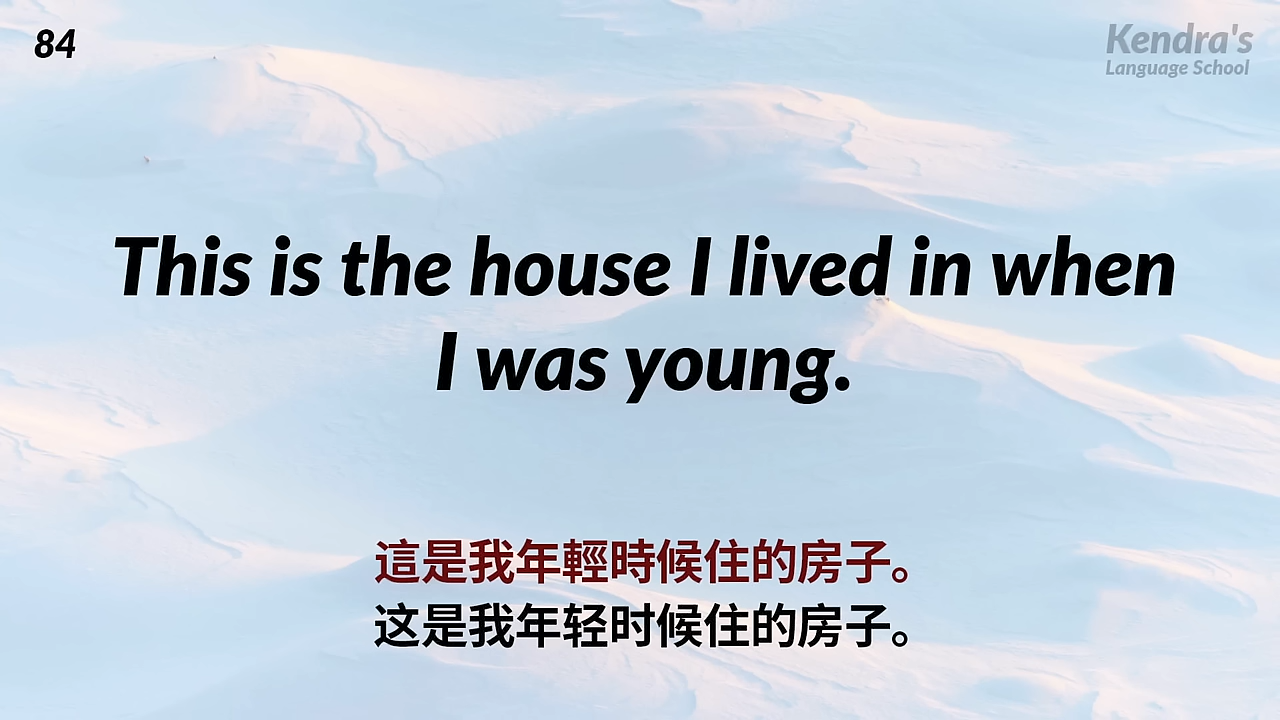 84
Kendra's
Language School
This is the house I lived in when
I was young.
這是我年輕時候住的房子。
这是我年轻时候住的房子。